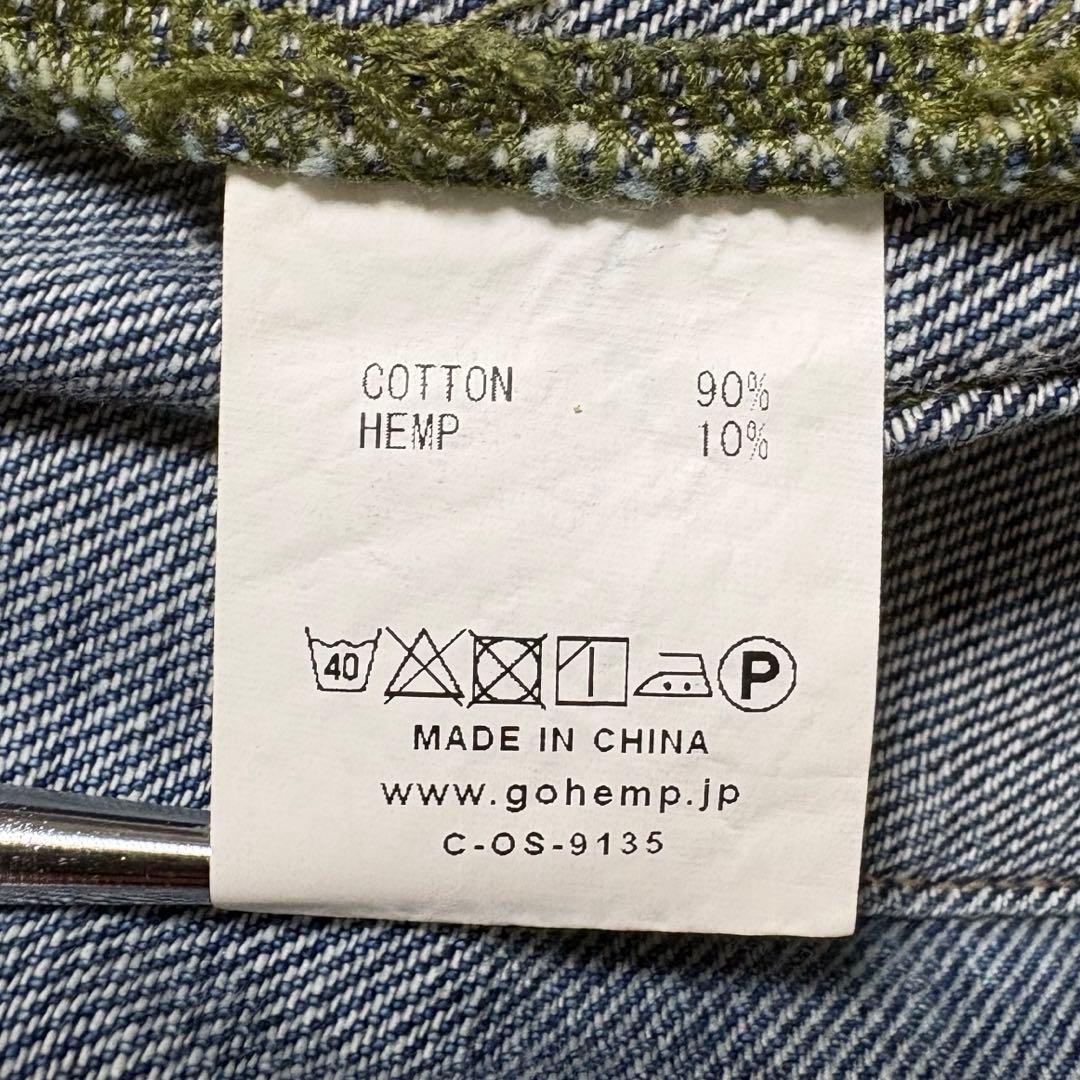 COTTON 90%
HEMP 10%
40 P
MADE IN CHINA
www.gohemp.jp
C-OS-9135